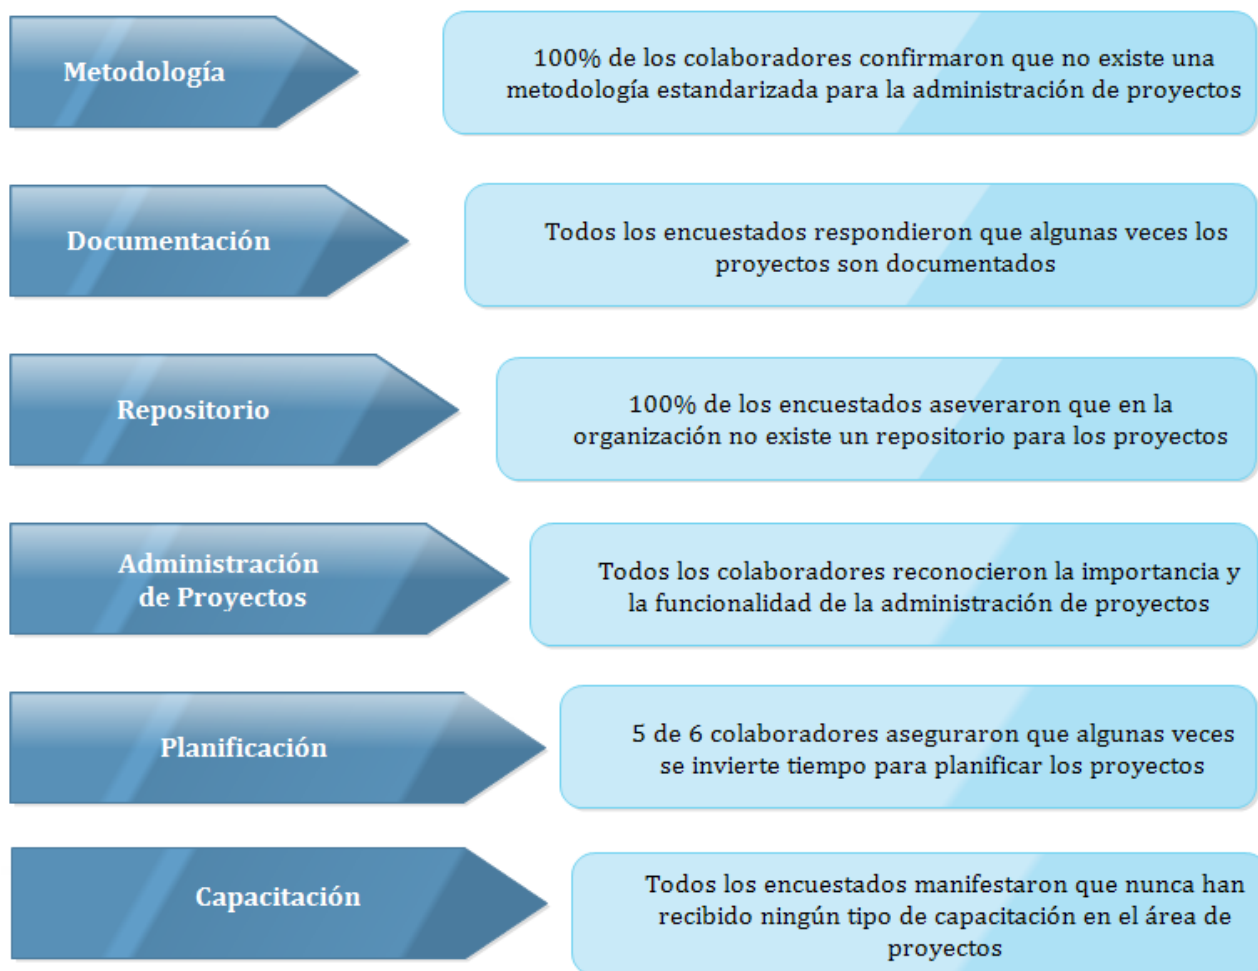 Metodología
100% de los colaboradores confirmaron que no existe una
metodología estandarizada para la administración de proyectos
Documentación
Todos los encuestados respondieron que algunas veces los
proyectos son documentados
Repositorio
100% de los encuestados aseveraron que en la
organización no existe un repositorio para los proyectos
Administración
de Proyectos
Todos los colaboradores reconocieron la importancia y
la funcionalidad de la administración de proyectos
Planificación
5 de 6 colaboradores aseguraron que algunas veces
se invierte tiempo para planificar los proyectos
Capacitación
Todos los encuestados manifestaron que nunca han
recibido ningún tipo de capacitación en el área de
proyectos